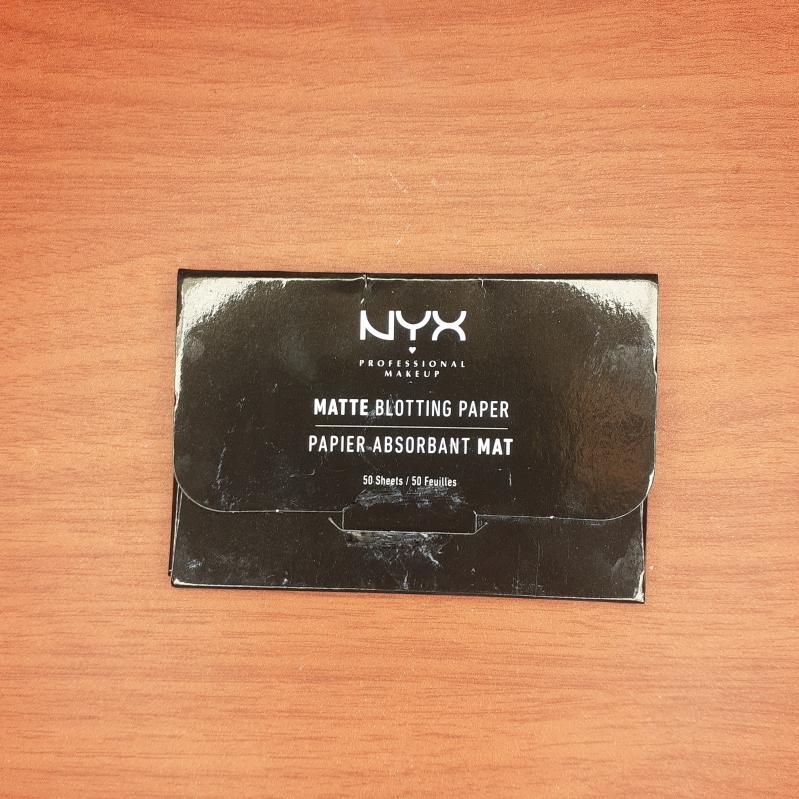 NYX
PROFESSIONAL
MAKEUP
MATTE BLOTTING PAPER
PAPIER ABSORBANT MAT
50 Sheets / 50 Feuilles